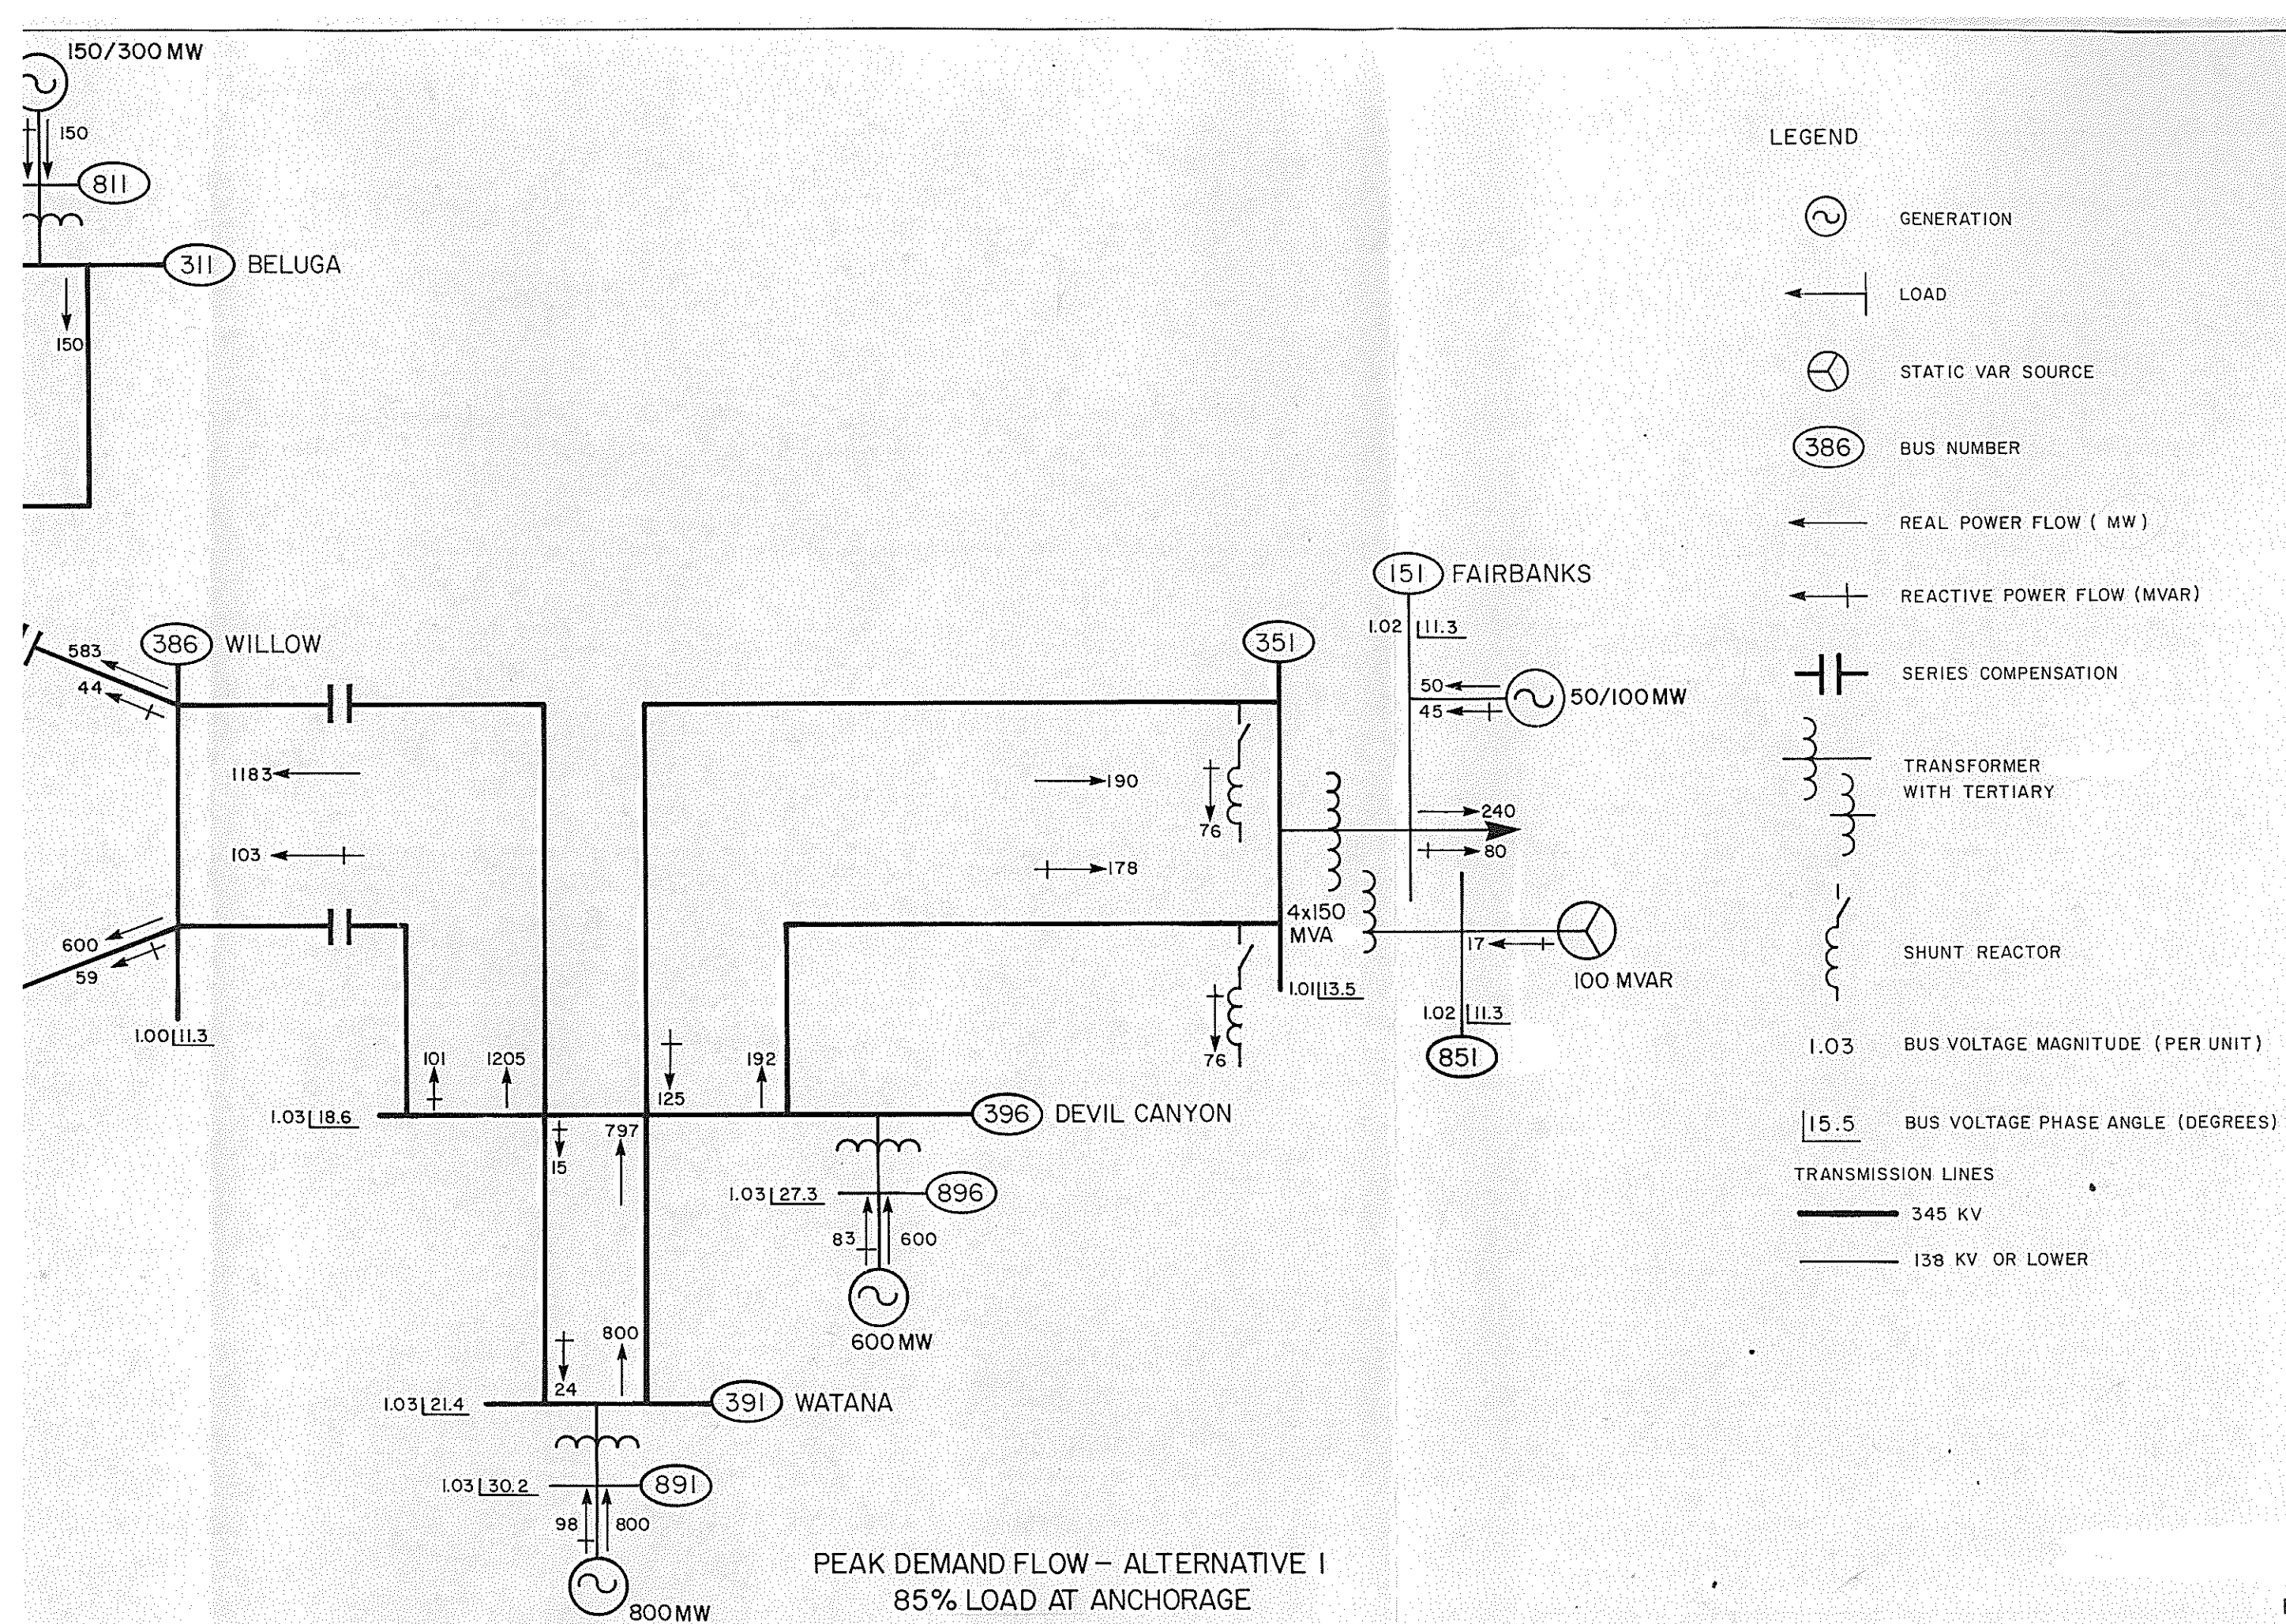 150/300 MW
150
811
311 BELUGA
150
386 WILLOW
583
44
1183
103
600
59
1.00 11.3
101
1205
125
192
1.03 18.6
396 DEVIL CANYON
15
797
1.03 27.3
896
83
600
600 MW
800
24
1.03 21.4
391 WATANA
1.03 30.2
891
98
800
800 MW
351
190
178
76
76
4x150
MVA
1.01 13.5
151 FAIRBANKS
1.02 11.3
50
45
50/100 MW
240
80
17
100 MVAR
1.02 11.3
851
LEGEND
GENERATION
LOAD
STATIC VAR SOURCE
386 BUS NUMBER
REAL POWER FLOW ( MW )
REACTIVE POWER FLOW (MVAR)
SERIES COMPENSATION
TRANSFORMER
WITH TERTIARY
SHUNT REACTOR
1.03 BUS VOLTAGE MAGNITUDE (PER UNIT)
15.5 BUS VOLTAGE PHASE ANGLE (DEGREES)
TRANSMISSION LINES
345 KV
138 KV OR LOWER
PEAK DEMAND FLOW – ALTERNATIVE I
85% LOAD AT ANCHORAGE